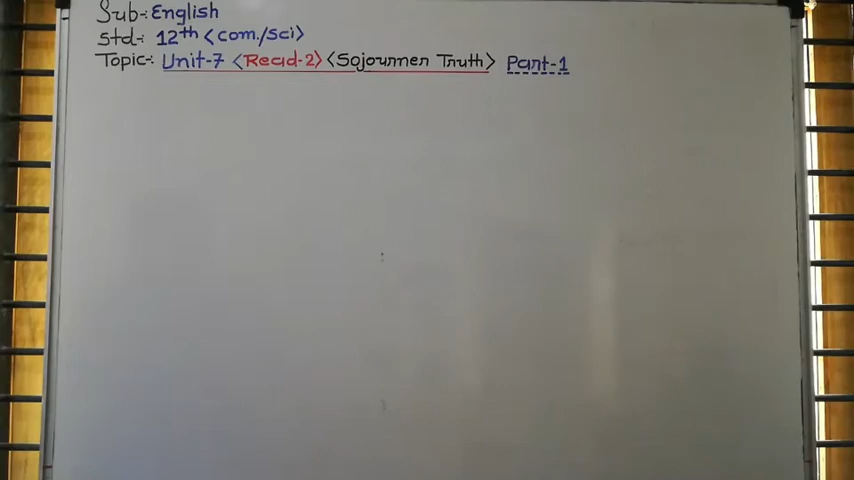 Sub-: English
Std-: 12th <Com./Sci>
Topic-: Unit-7 <Read-2> <Sojourner Truth> Part-1